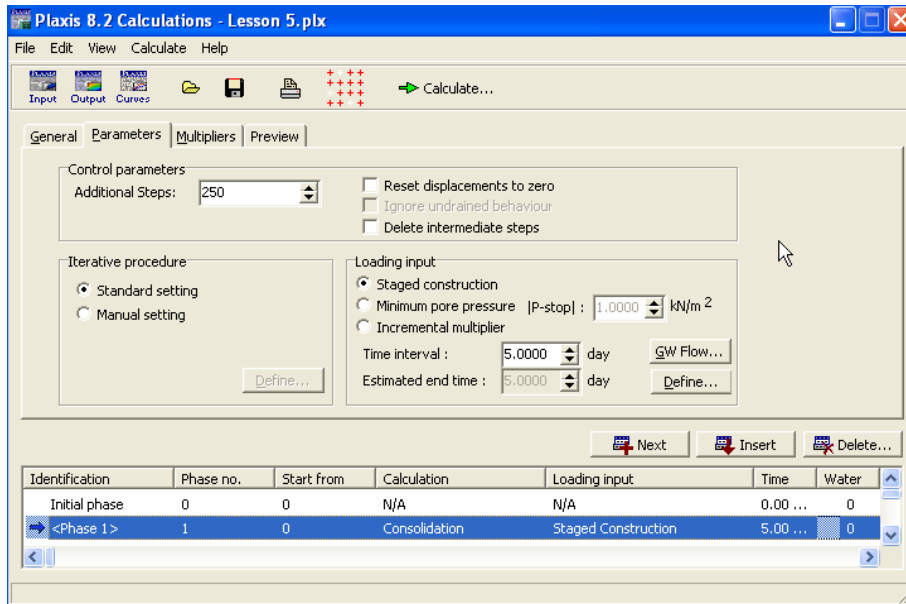 Plaxis 8.2 Calculations - Lesson 5.plx
File Edit View Calculate Help
Input Output Curves Calculate...
General Parameters Multipliers Preview
Control parameters
Additional Steps: 250
Reset displacements to zero
Ignore undrained behaviour
Delete intermediate steps
Iterative procedure
Standard setting
Manual setting
Define...
Loading input
Staged construction
Minimum pore pressure |P-stop| : 1.0000 kN/m 2
Incremental multiplier
Time interval : 5.0000 day GW Flow...
Estimated end time : 5.0000 day Define...
Next Insert Delete...
Identification Phase no. Start from Calculation Loading input Time Water
Initial phase 0 0 N/A N/A 0.00 ... 0
<Phase 1> 1 0 Consolidation Staged Construction 5.00 ... 0